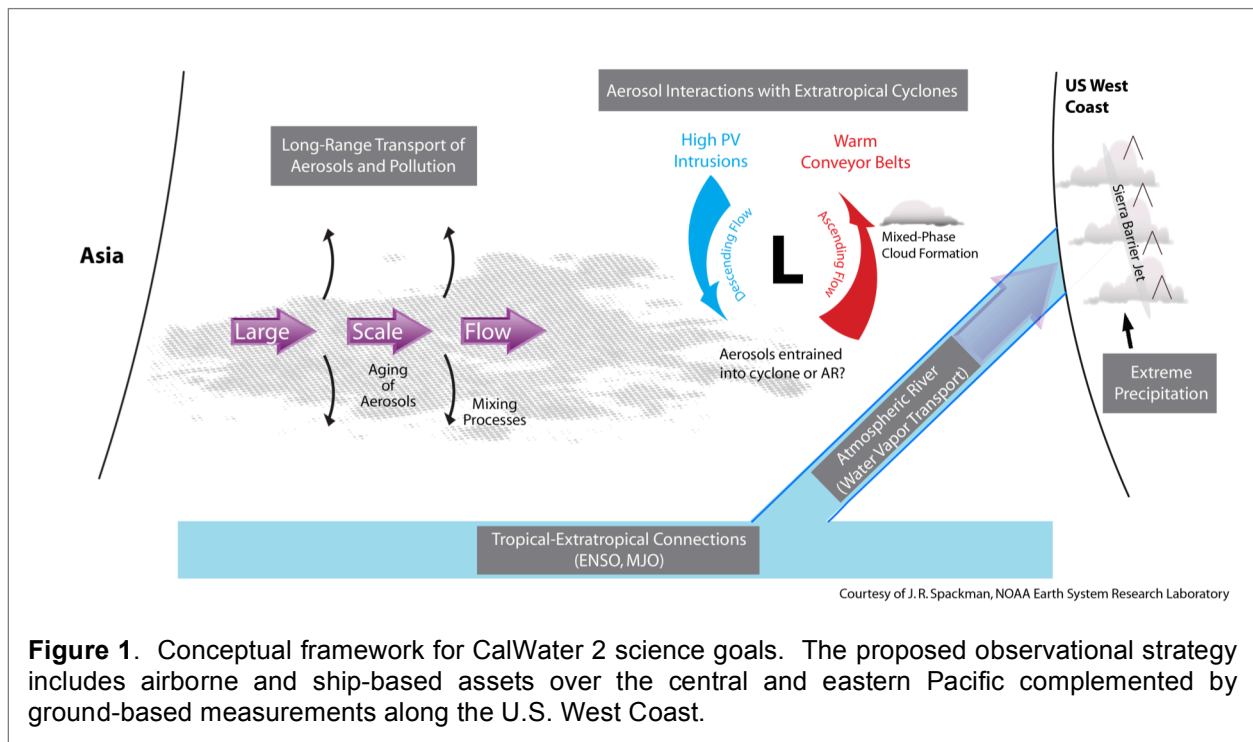 Aerosol Interactions with Extratropical Cyclones
US West
Coast
Long-Range Transport of
Aerosols and Pollution
High PV
Intrusions
Warm
Conveyor Belts
Descending Flow
L
Ascending Flow
Mixed-Phase
Cloud Formation
Sierra Barrier Jet
Asia
Large
Scale
Flow
Aging
of
Aerosols
Mixing
Processes
Aerosols entrained
into cyclone or AR?
Atmospheric River
(Water Vapor Transport)
Extreme
Precipitation
Tropical-Extratropical Connections
(ENSO, MJO)
Courtesy of J. R. Spackman, NOAA Earth System Research Laboratory
Figure 1. Conceptual framework for CalWater 2 science goals. The proposed observational strategy
includes airborne and ship-based assets over the central and eastern Pacific complemented by
ground-based measurements along the U.S. West Coast.